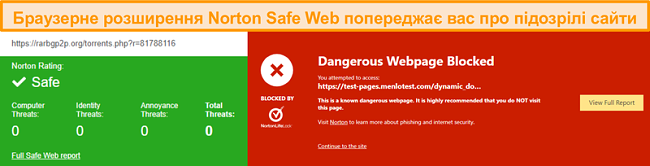 Браузерне розширення Norton Safe Web попереджає вас про підозрілі сайти
https://rarbgp2p.org/torrents.php?r=81788116
Norton Rating:
Safe
Computer Threats:
0
Identity Threats:
0
Annoyance Threats:
0
Total Threats:
0
Full Safe Web report
BLOCKED BY
NortonLifeLock
Dangerous Webpage Blocked
You attempted to access:
https://test-pages.menlotest.com/dynamic_do...
This is a known dangerous webpage. It is highly recommended that you do NOT visit
this page.
Visit Norton to learn more about phishing and internet security.
Continue to the site
View Full Report